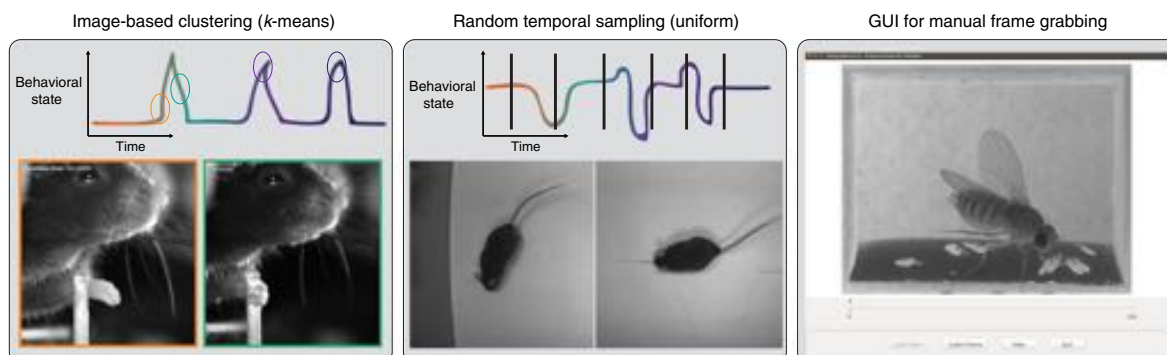 Image-based clustering (k-means)
Behavioral
state
Time
Random temporal sampling (uniform)
Behavioral
state
Time
GUI for manual frame grabbing